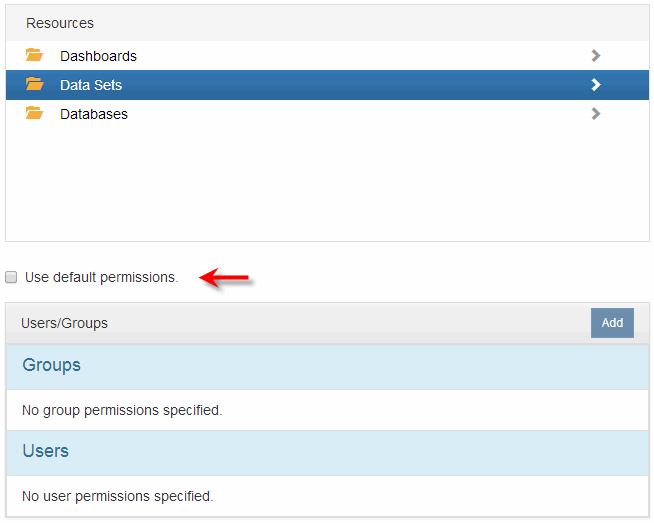 Resources
Dashboards
Data Sets
Databases
Use default permissions.
Users/Groups Add
Groups
No group permissions specified.
Users
No user permissions specified.